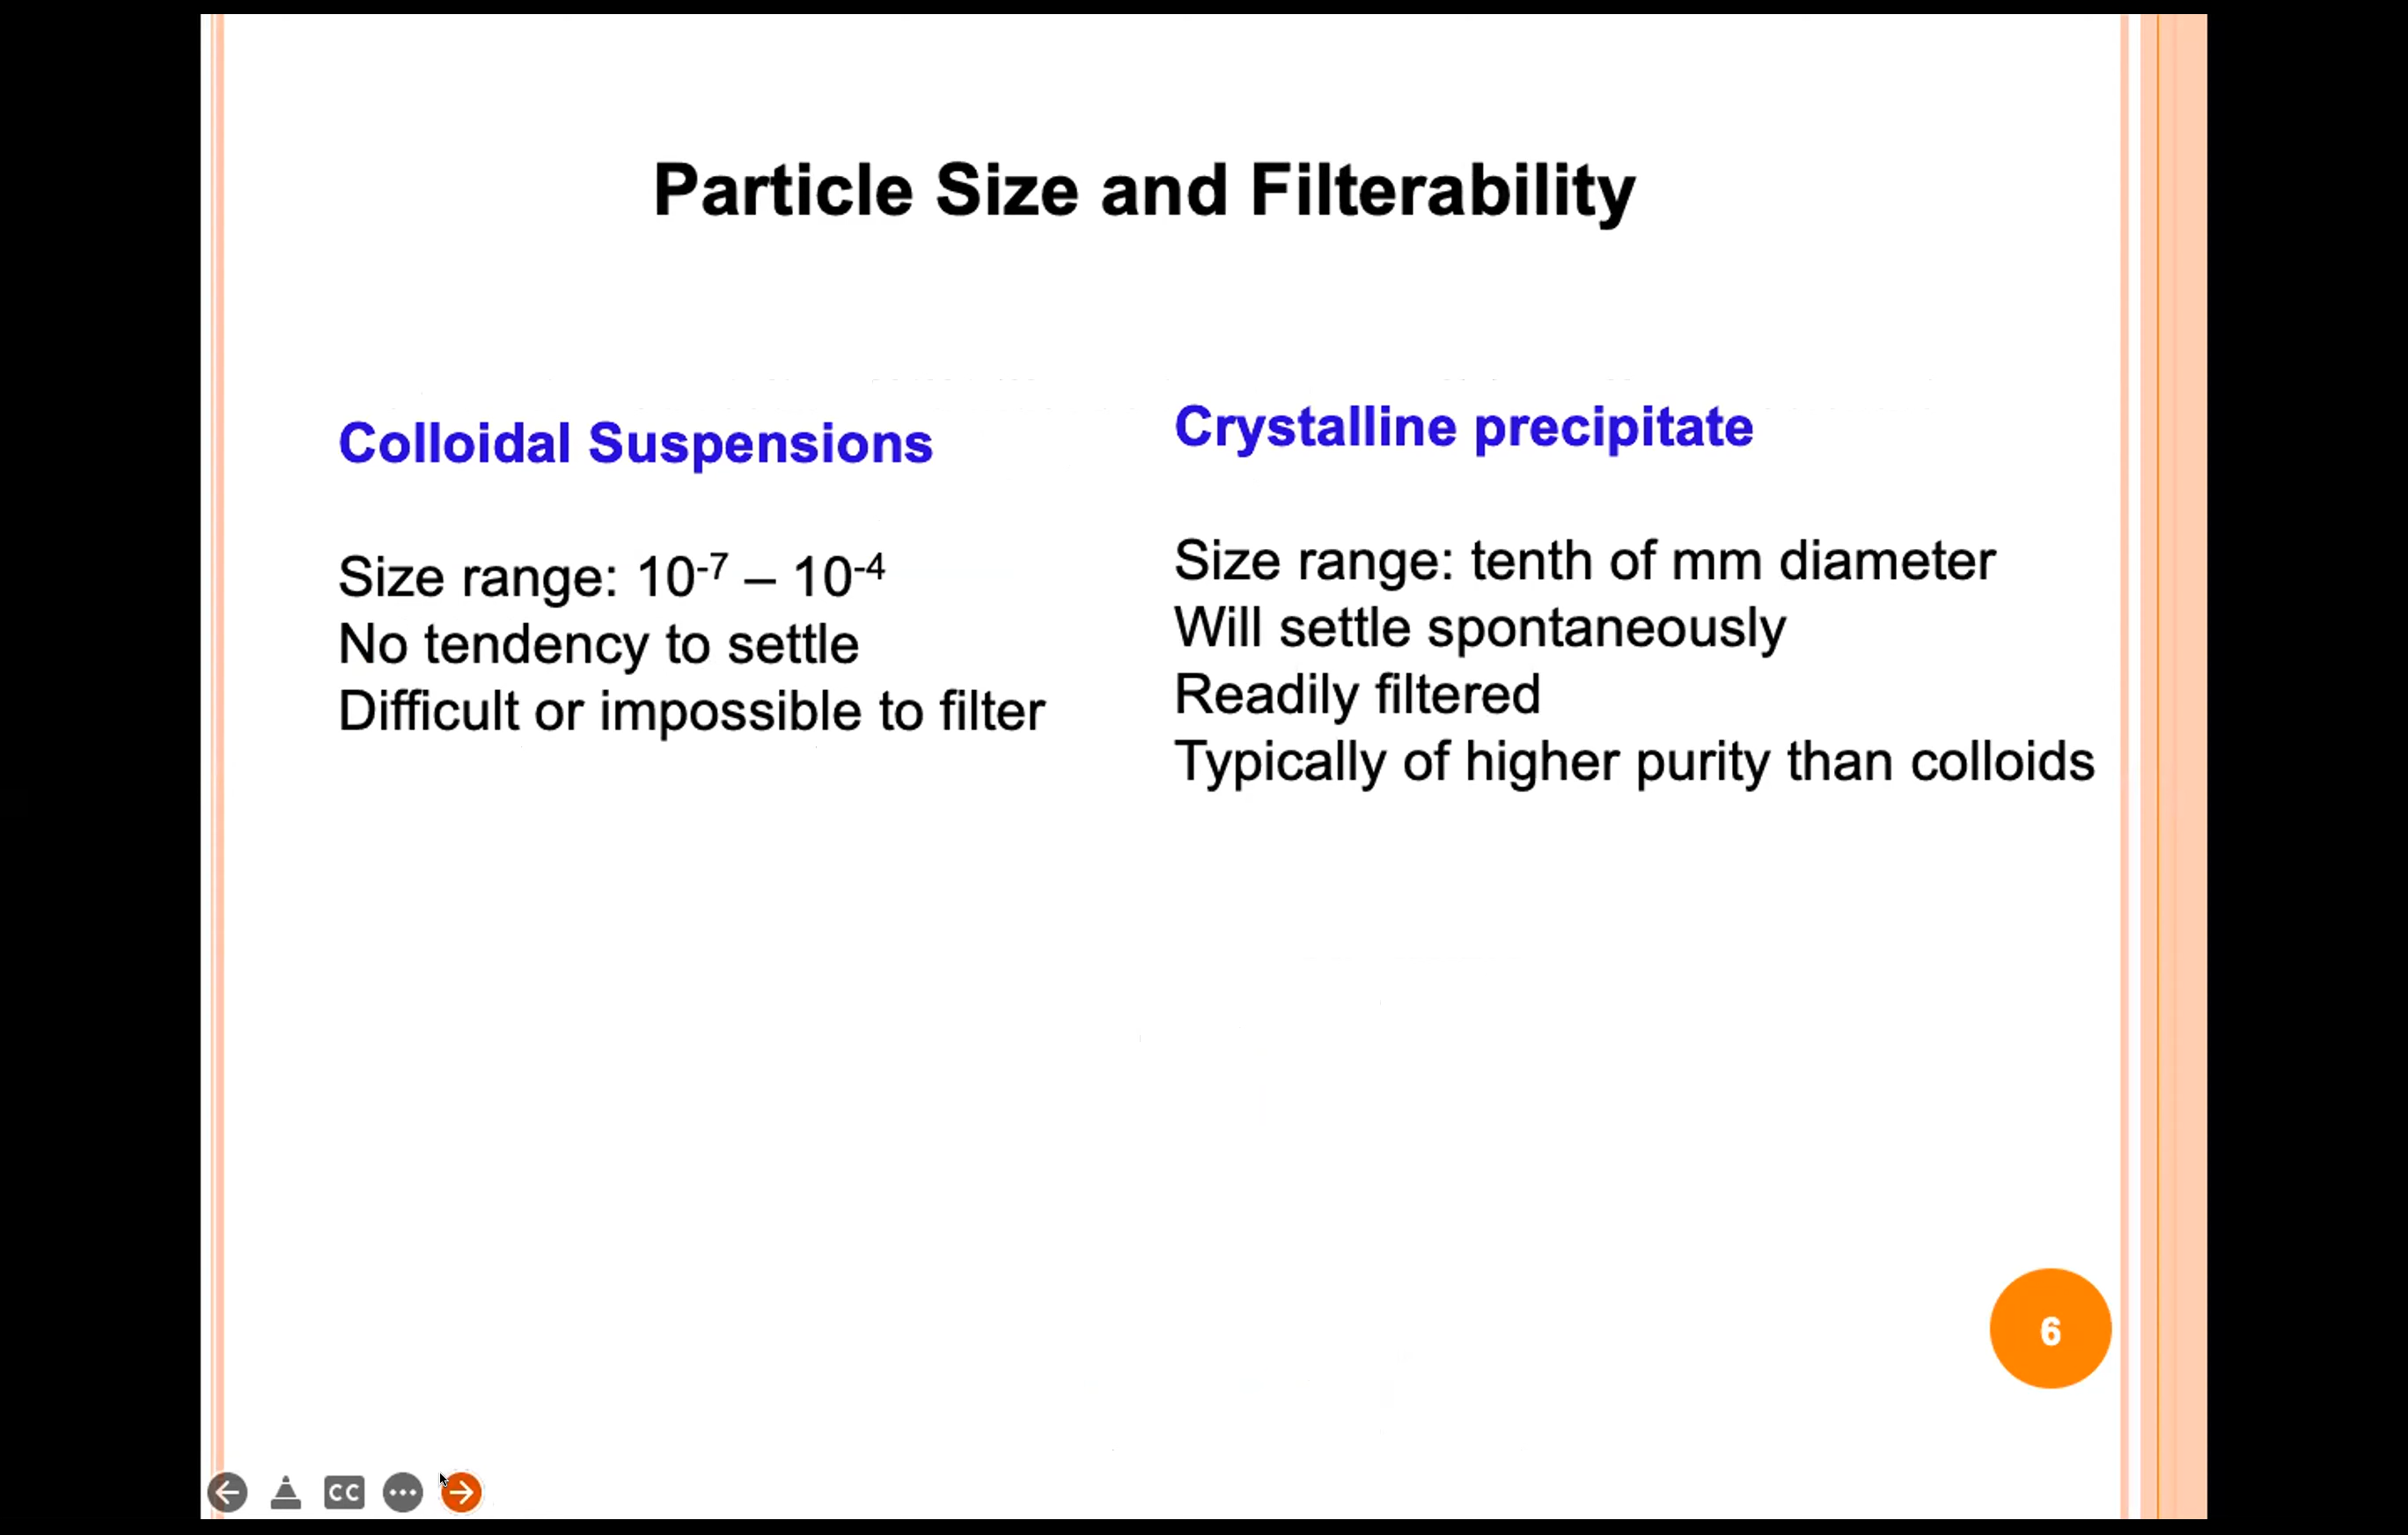 Particle Size and Filterability
Colloidal Suspensions
Size range: 10⁻⁷ – 10⁻⁴
No tendency to settle
Difficult or impossible to filter
Crystalline precipitate
Size range: tenth of mm diameter
Will settle spontaneously
Readily filtered
Typically of higher purity than colloids
6
CC